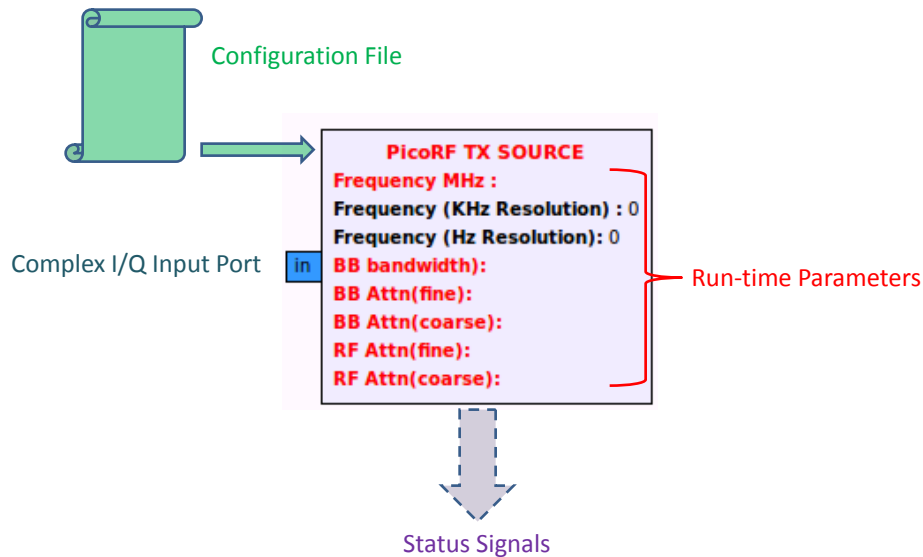 Configuration File
PicoRF TX SOURCE
Frequency MHz :
Frequency (KHz Resolution) : 0
Frequency (Hz Resolution): 0
Complex I/Q Input Port
in
BB bandwidth):
BB Attn(fine):
BB Attn(coarse):
RF Attn(fine):
RF Attn(coarse):
Run-time Parameters
Status Signals